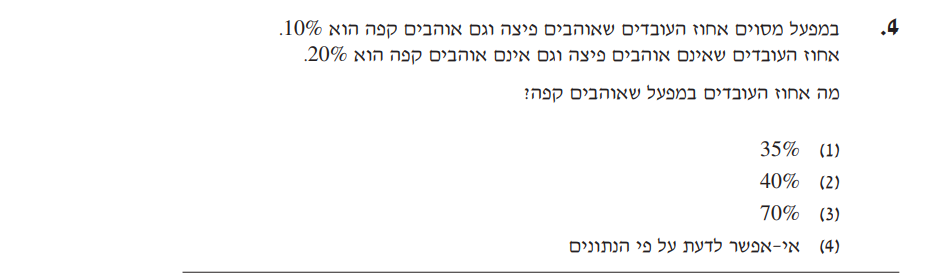 4. במפעל מסוים אחוז העובדים שאוהבים פיצה וגם אוהבים קפה הוא 10%.
אחוז העובדים שאינם אוהבים פיצה וגם אינם אוהבים קפה הוא 20%.
מה אחוז העובדים במפעל שאוהבים קפה?
(1) 35%
(2) 40%
(3) 70%
(4) אי-אפשר לדעת על פי הנתונים